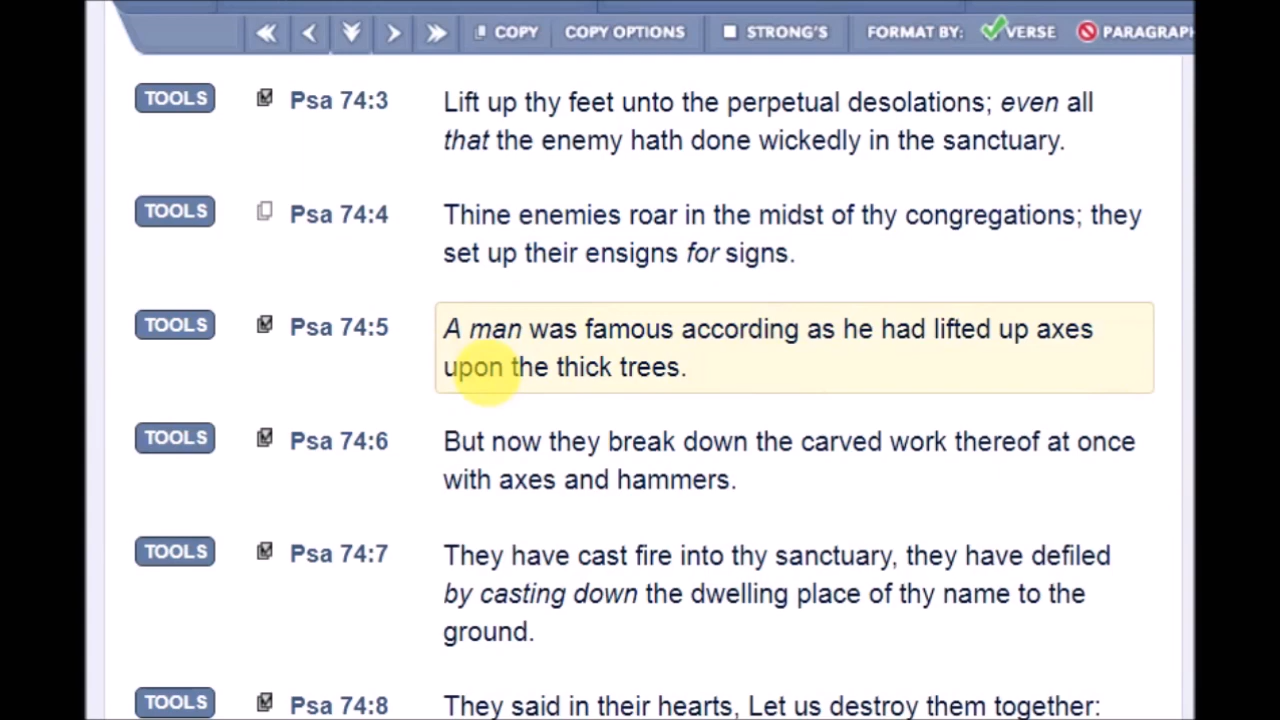 COPY COPY OPTIONS STRONG'S FORMAT BY: VERSE PARAGRAPH
TOOLS Psa 74:3 Lift up thy feet unto the perpetual desolations; even all
that the enemy hath done wickedly in the sanctuary.
TOOLS Psa 74:4 Thine enemies roar in the midst of thy congregations; they
set up their ensigns for signs.
TOOLS Psa 74:5 A man was famous according as he had lifted up axes
upon the thick trees.
TOOLS Psa 74:6 But now they break down the carved work thereof at once
with axes and hammers.
TOOLS Psa 74:7 They have cast fire into thy sanctuary, they have defiled
by casting down the dwelling place of thy name to the
ground.
TOOLS Psa 74:8 They said in their hearts, Let us destroy them together: